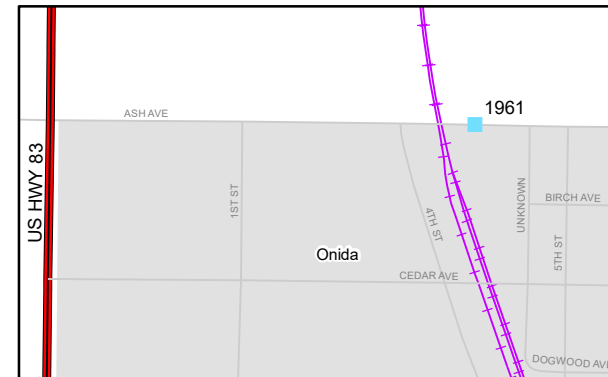 1961
ASH AVE
US HWY 83
1ST ST
4TH ST
UNKNOWN
BIRCH AVE
5TH ST
Onida
CEDAR AVE
DOGWOOD AVE